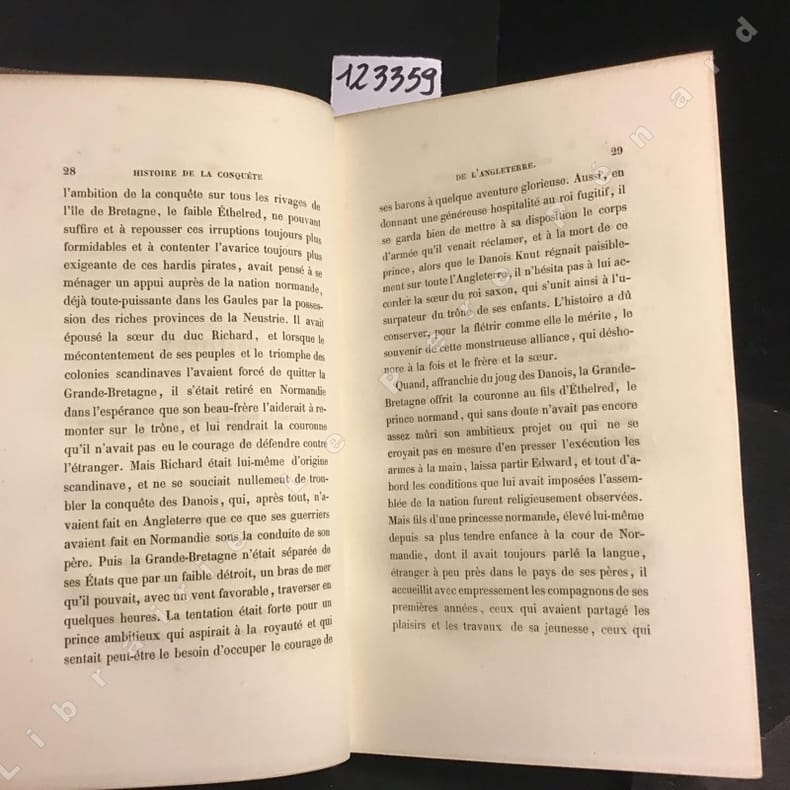 123359
28 HISTOIRE DE LA CONQUÊTE
l'ambition de la conquête sur tous les rivages de
l'île de Bretagne, le faible Éthelred, ne pouvant
suffire et à repousser ces irruptions toujours plus
formidables et à contenter l'avarice toujours plus
exigeante de ces hardis pirates, avait pensé à se
ménager un appui auprès de la nation normande,
déjà toute-puissante dans les Gaules par la posses-
sion des riches provinces de la Neustrie. Il avait
épousé la sœur du duc Richard, et lorsque le
mécontentement de ses peuples et le triomphe des
colonies scandinaves l'avaient forcé de quitter la
Grande-Bretagne, il s'était retiré en Normandie
dans l'espérance que son beau-frère l'aiderait à re-
monter sur le trône, et lui rendrait la couronne
qu'il n'avait pas eu le courage de défendre contre
l'étranger. Mais Richard était lui-même d'origine
scandinave, et ne se souciait nullement de trou-
bler la conquête des Danois, qui, après tout, n'a-
vaient fait en Angleterre que ce que ses guerriers
avaient fait en Normandie sous la conduite de son
père. Puis la Grande-Bretagne n'était séparée de
ses États que par un faible détroit, un bras de mer
qu'il pouvait, avec un vent favorable, traverser en
quelques heures. La tentation était forte pour un
prince ambitieux qui aspirait à la royauté et qui
sentait peut-être le besoin d'occuper le courage de
DE L'ANGLETERRE. 29
ses barons à quelque aventure glorieuse. Aussi, en
donnant une généreuse hospitalité au roi fugitif, il
se garda bien de mettre à sa disposition le corps
d'armée qu'il venait réclamer, et à la mort de ce
prince, alors que le Danois Knut régnait paisible-
ment sur toute l'Angleterre, il n'hésita pas à lui ac-
corder la sœur du roi saxon, qui s'unit ainsi à l'u-
surpateur du trône de ses enfants. L'histoire a dû
conserver, pour la flétrir comme elle le mérite, le
souvenir de cette monstrueuse alliance, qui désho-
nore à la fois et le frère et la sœur.
Quand, affranchie du joug des Danois, la Grande-
Bretagne offrit la couronne au fils d'Éthelred, le
prince normand, qui sans doute n'avait pas encore
assez mûri son ambitieux projet ou qui ne se
croyait pas en mesure d'en presser l'exécution les
armes à la main, laissa partir Edward, et tout d'a-
bord les conditions que lui avait imposées l'assem-
blée de la nation furent religieusement observées.
Mais fils d'une princesse normande, élevé lui-même
depuis sa plus tendre enfance à la cour de Nor-
mandie, dont il avait toujours parlé la langue,
étranger à peu près dans le pays de ses pères, il
accueillit avec empressement les compagnons de ses
premières années, ceux qui avaient partagé les
plaisirs et les travaux de sa jeunesse, ceux qui